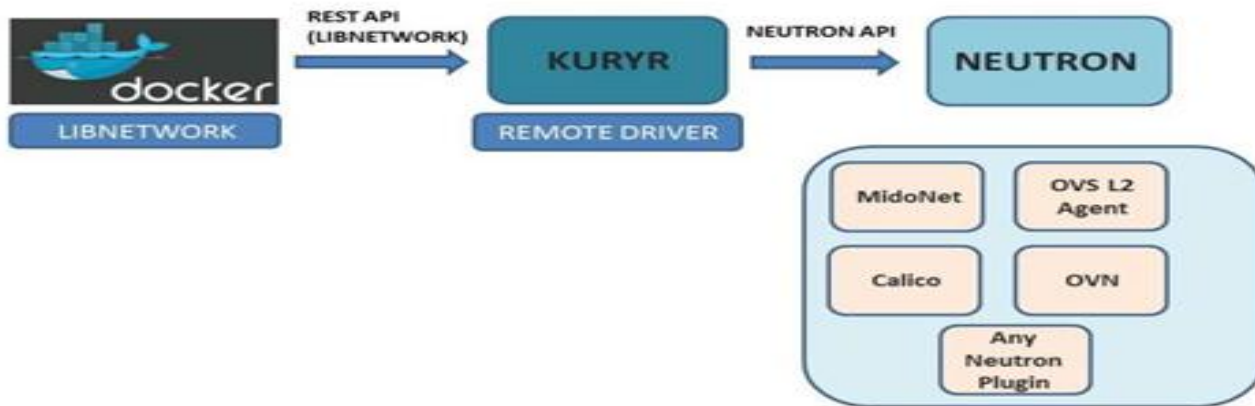 REST API
(LIBNETWORK)
docker
LIBNETWORK
KURYR
REMOTE DRIVER
NEUTRON API
NEUTRON
MidoNet
OVS L2
Agent
Calico
OVN
Any
Neutron
Plugin